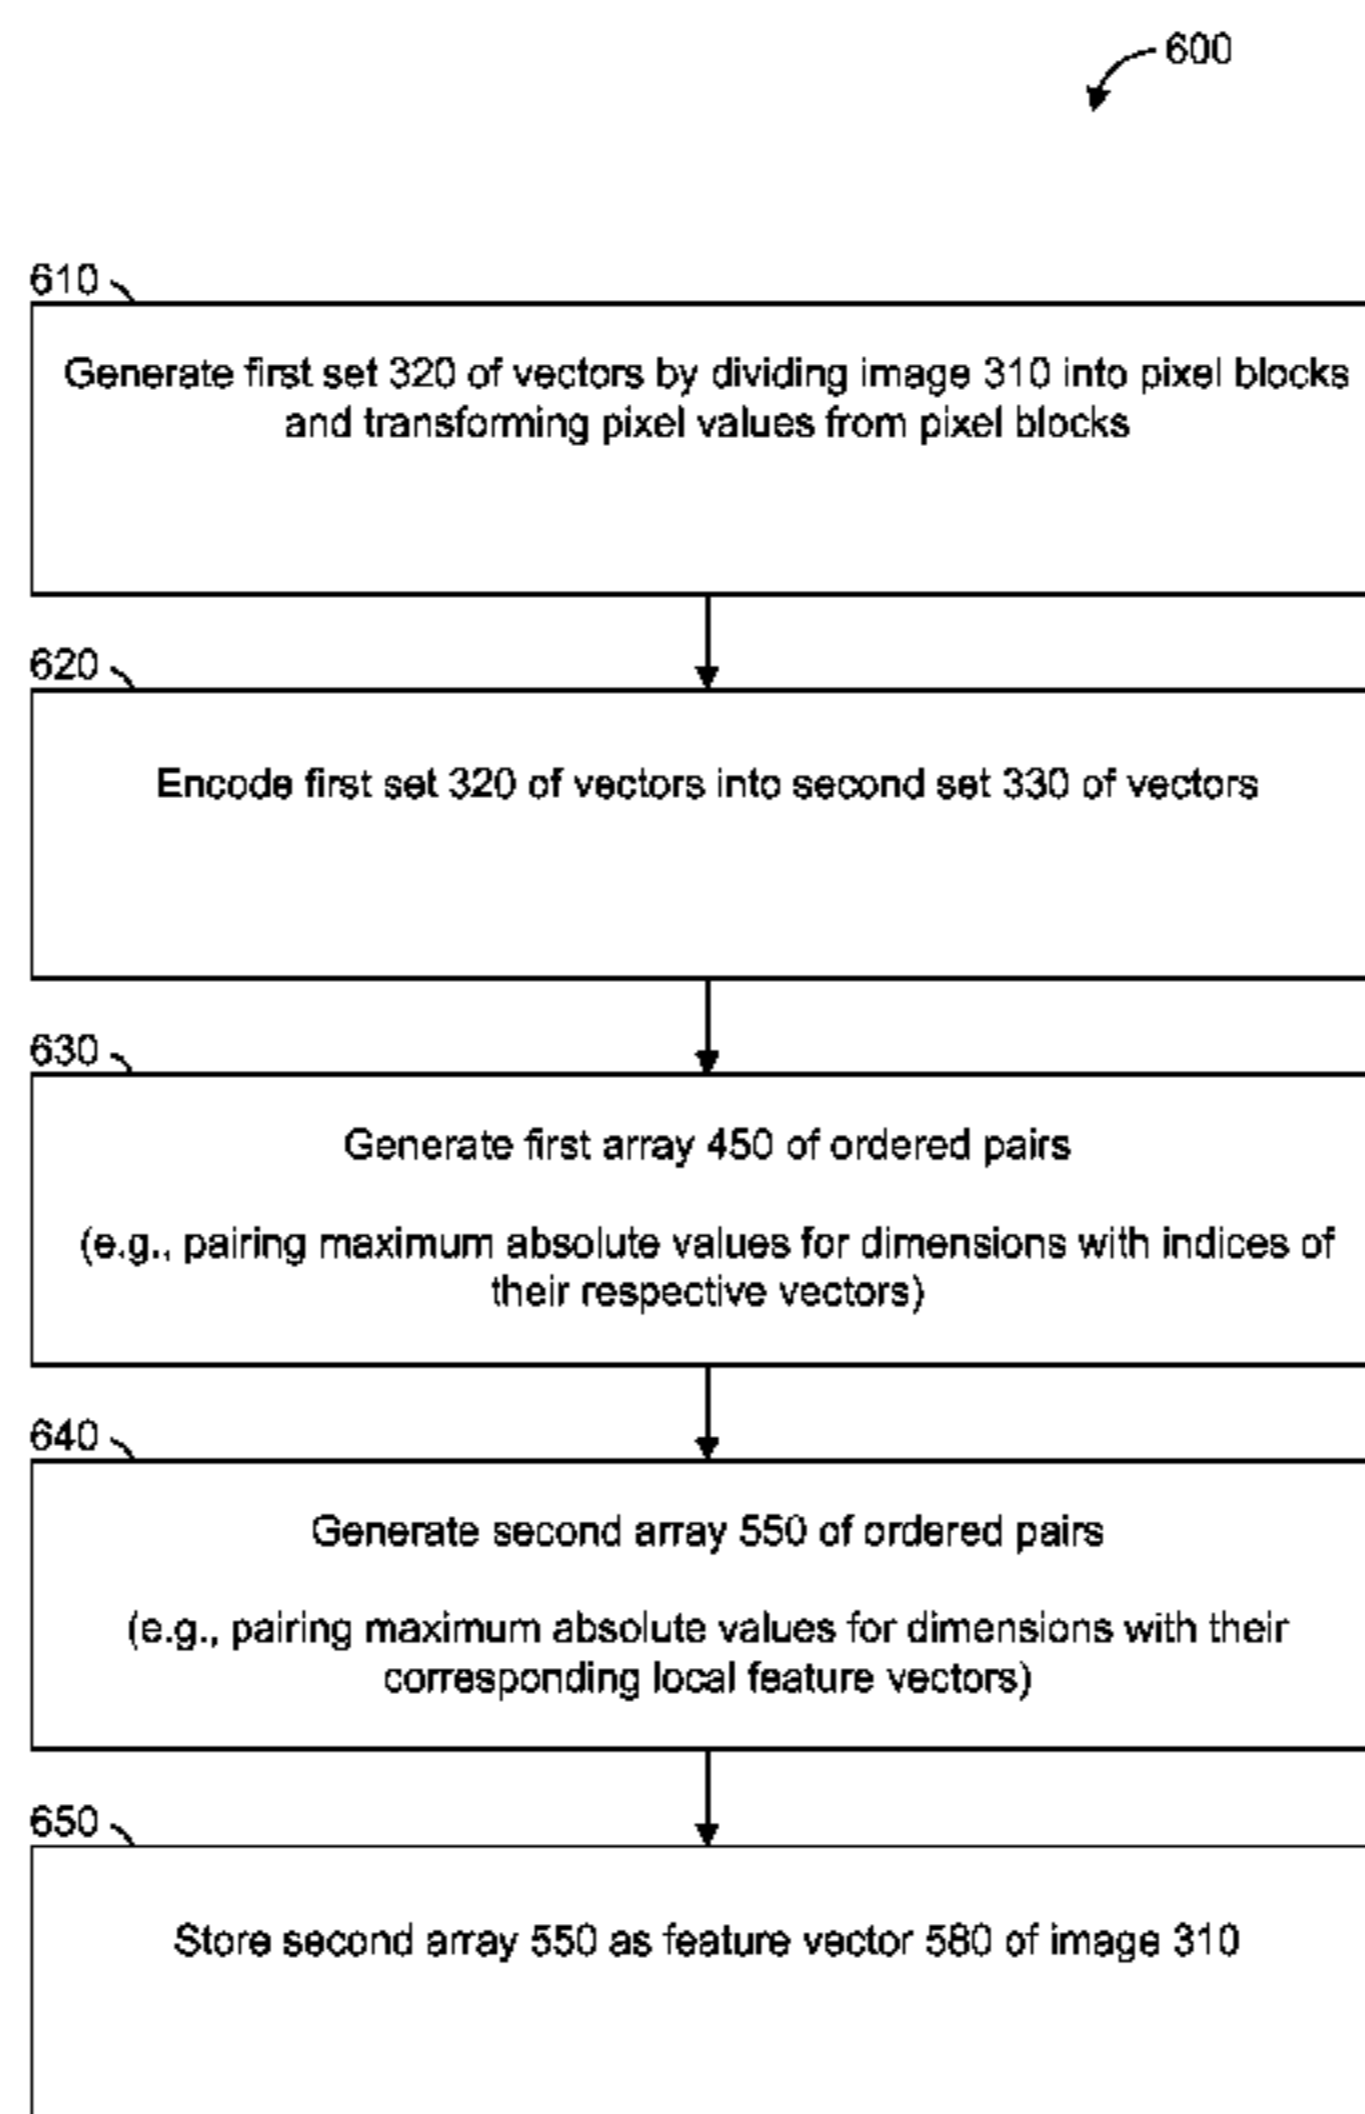 600
610
Generate first set 320 of vectors by dividing image 310 into pixel blocks
and transforming pixel values from pixel blocks
620
Encode first set 320 of vectors into second set 330 of vectors
630
Generate first array 450 of ordered pairs
(e.g., pairing maximum absolute values for dimensions with indices of
their respective vectors)
640
Generate second array 550 of ordered pairs
(e.g., pairing maximum absolute values for dimensions with their
corresponding local feature vectors)
650
Store second array 550 as feature vector 580 of image 310